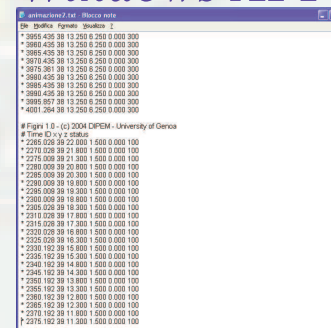 animazione7.txt - Blocco note
File Modifica Formato Visualizza ?
* 3955.435 38 13.250 6.250 0.000 300
* 3960.435 38 13.250 6.250 0.000 300
* 3965.435 38 13.250 6.250 0.000 300
* 3970.435 38 13.250 6.250 0.000 300
* 3975.361 38 13.250 6.250 0.000 300
* 3980.435 38 13.250 6.250 0.000 300
* 3985.435 38 13.250 6.250 0.000 300
* 3990.435 38 13.250 6.250 0.000 300
* 3995.857 38 13.250 6.250 0.000 300
* 4001.264 38 13.250 6.250 0.000 300
# Figini 1.0 - (c) 2004 DIPEM - University of Genoa
# Time ID x y z status
* 2265.028 39 22.000 1.500 0.000 100
* 2270.028 39 21.800 1.500 0.000 100
* 2275.009 39 21.300 1.500 0.000 100
* 2280.009 39 20.800 1.500 0.000 100
* 2285.009 39 20.300 1.500 0.000 100
* 2290.009 39 19.800 1.500 0.000 100
* 2295.009 39 19.300 1.500 0.000 100
* 2300.009 39 18.800 1.500 0.000 100
* 2305.028 39 18.300 1.500 0.000 100
* 2310.028 39 17.800 1.500 0.000 100
* 2315.028 39 17.300 1.500 0.000 100
* 2320.028 39 16.800 1.500 0.000 100
* 2325.028 39 16.300 1.500 0.000 100
* 2330.192 39 15.800 1.500 0.000 100
* 2335.192 39 15.300 1.500 0.000 100
* 2340.192 39 14.800 1.500 0.000 100
* 2345.192 39 14.300 1.500 0.000 100
* 2350.192 39 13.800 1.500 0.000 100
* 2355.192 39 13.300 1.500 0.000 100
* 2360.192 39 12.800 1.500 0.000 100
* 2365.192 39 12.300 1.500 0.000 100
* 2370.192 39 11.800 1.500 0.000 100
* 2375.192 39 11.300 1.500 0.000 100